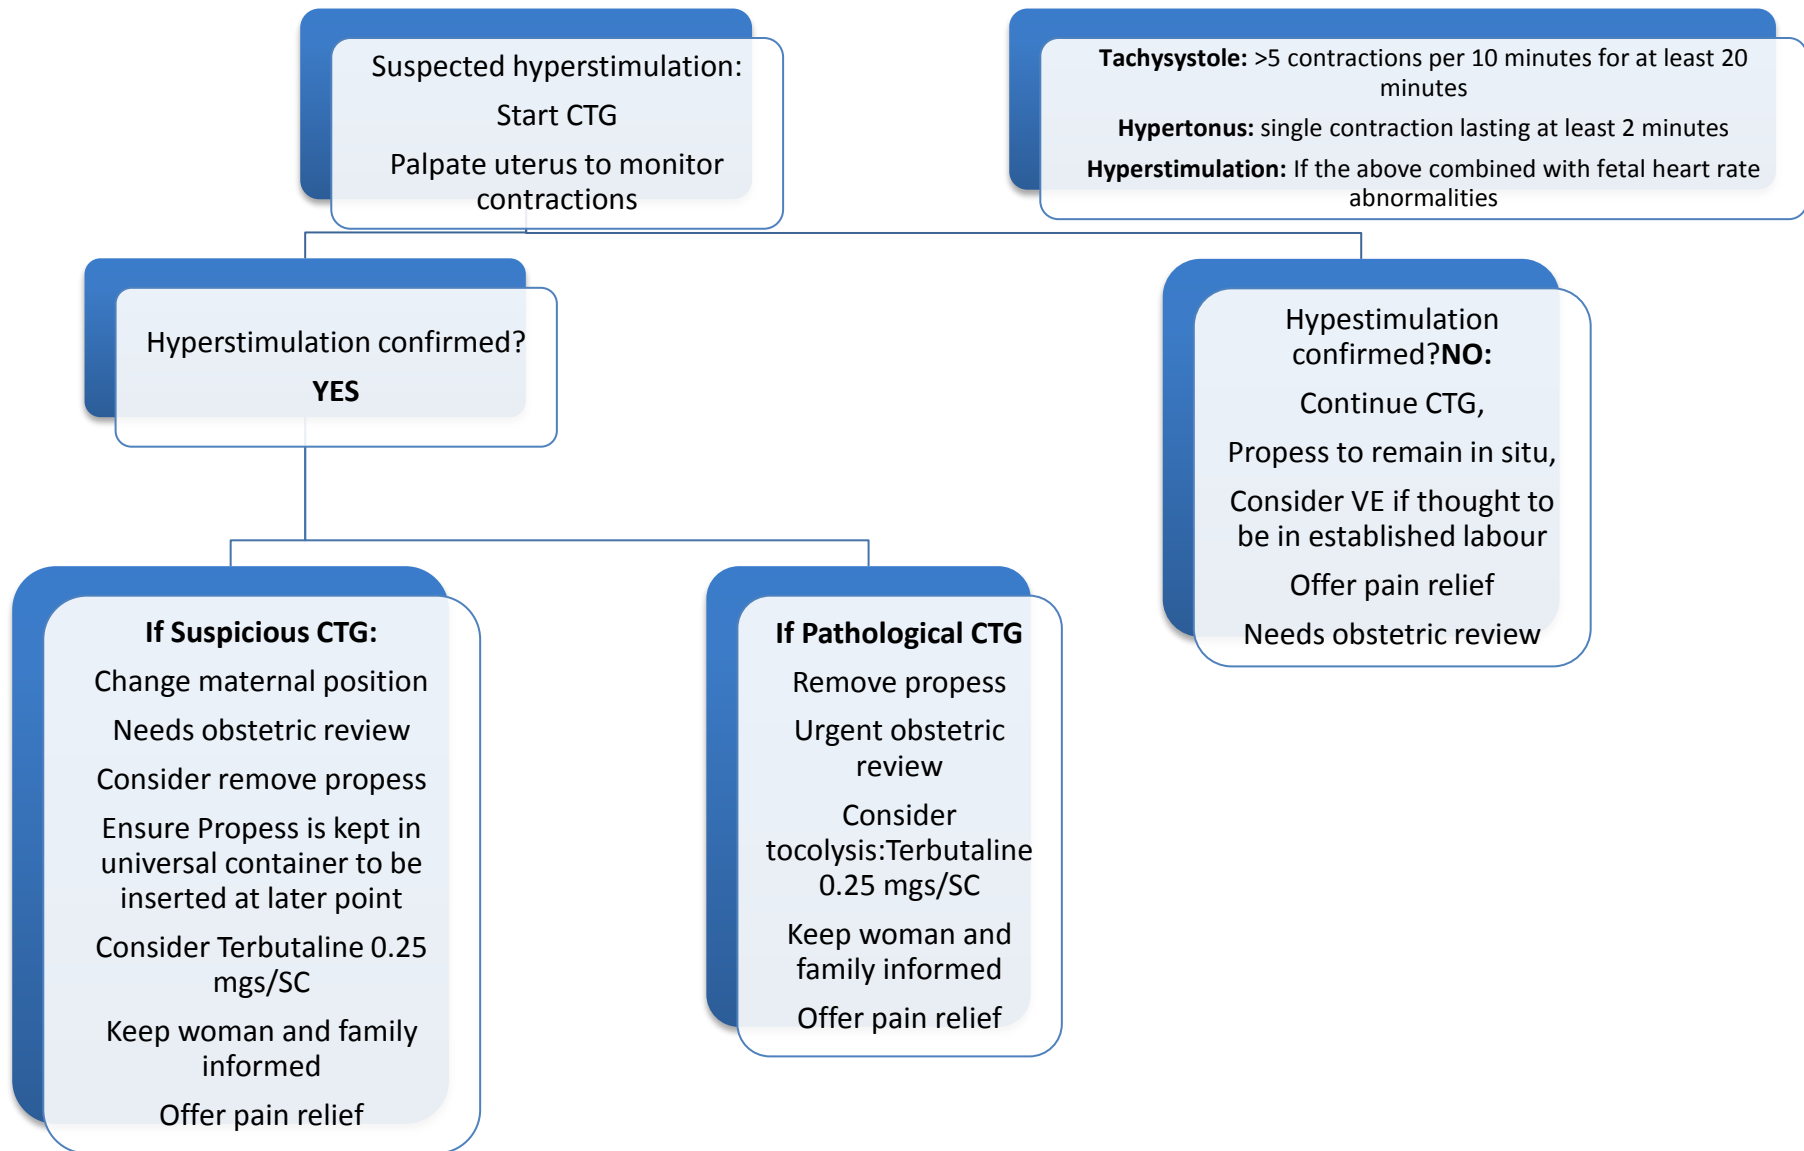 Suspected hyperstimulation:
Start CTG
Palpate uterus to monitor
contractions
Tachysystole: >5 contractions per 10 minutes for at least 20
minutes
Hypertonus: single contraction lasting at least 2 minutes
Hyperstimulation: If the above combined with fetal heart rate
abnormalities
Hyperstimulation confirmed?
YES
Hypestimulation
confirmed?NO:
Continue CTG,
Propess to remain in situ,
Consider VE if thought to
be in established labour
Offer pain relief
Needs obstetric review
If Suspicious CTG:
Change maternal position
Needs obstetric review
Consider remove propess
Ensure Propess is kept in
universal container to be
inserted at later point
Consider Terbutaline 0.25
mgs/SC
Keep woman and family
informed
Offer pain relief
If Pathological CTG
Remove propess
Urgent obstetric
review
Consider
tocolysis:Terbutaline
0.25 mgs/SC
Keep woman and
family informed
Offer pain relief